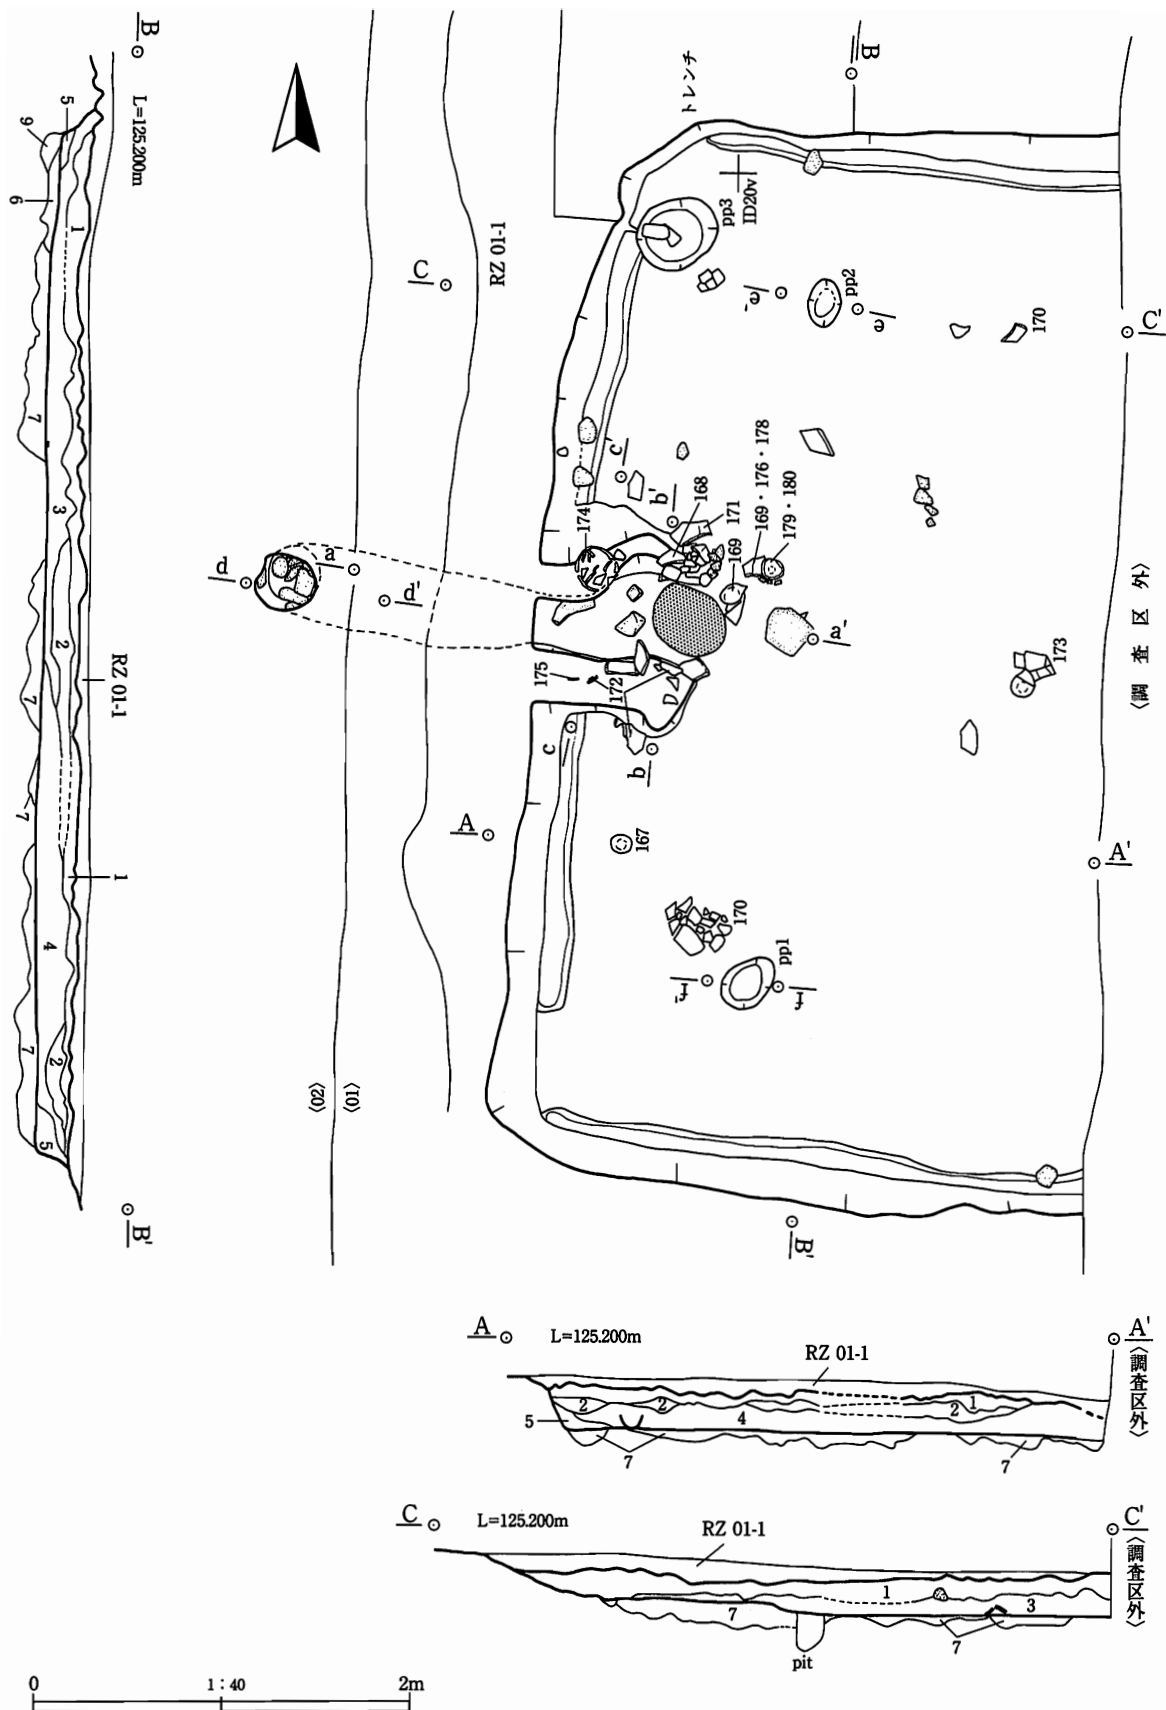 B
L=125.200m
5
9
6
1
7
3
2
7
RZ 01-1
7
1
4
7
2
5
B'
トレンチ
B
RZ 01-1
C
pp3
ID20v
e'
pp2
e
170
C'
c'
b'
168
171
169
169・176・178
179・180
174
d
a
d'
a'
〈調査区外〉
173
175
172
c
b
A
167
A'
170
pp1
f'
f
〈02〉
〈01〉
B'
A
L=125.200m
RZ 01-1
A'
〈調査区外〉
2
2
1
2
5
4
7
7
C
L=125.200m
RZ 01-1
C'
〈調査区外〉
1
3
7
7
pit
0
1:40
2m